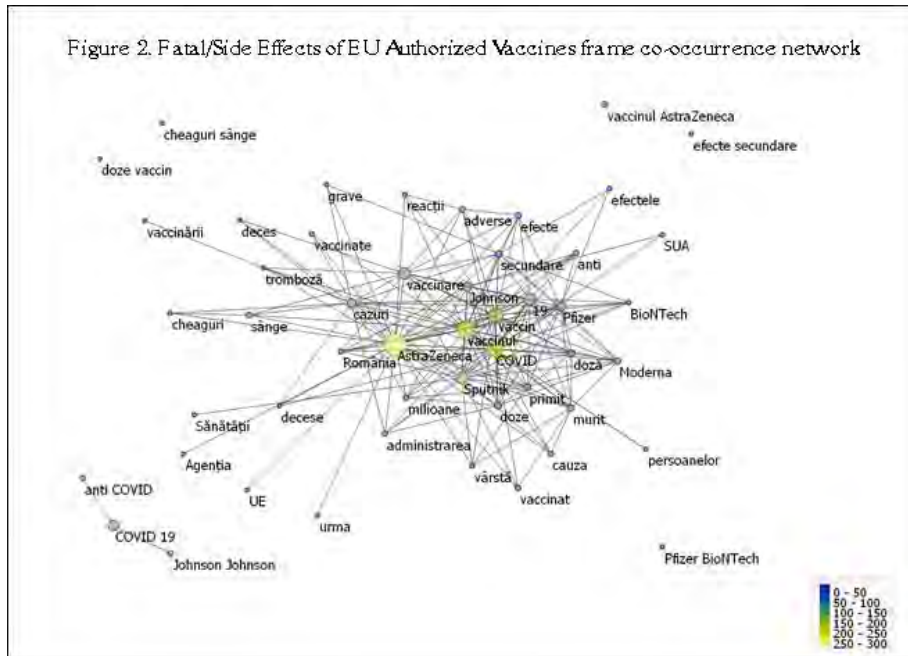 Figure 2. Fatal/Side Effects of EU Authorized Vaccines frame co-occurrence network
vaccinul AstraZeneca
cheaguri sânge
efecte secundare
doze vaccin
grave
reacții
efectele
adverse
efecte
vaccinării
deces
vaccinate
SUA
secundare
anti
tromboză
vaccinare
Johnson
cazuri
19
Pfizer
BioNTech
cheaguri
sânge
vaccin
vaccinul
România
AstraZeneca
COVID
doză
Moderna
Sputnik
primit
milioane
doze
murit
Sănătății
decese
administrarea
Agenția
cauza
persoanelor
vârstă
anti COVID
UE
vaccinat
urma
COVID 19
Johnson Johnson
Pfizer BioNTech
0 - 50
50 - 100
100 - 150
150 - 200
200 - 250
250 - 300